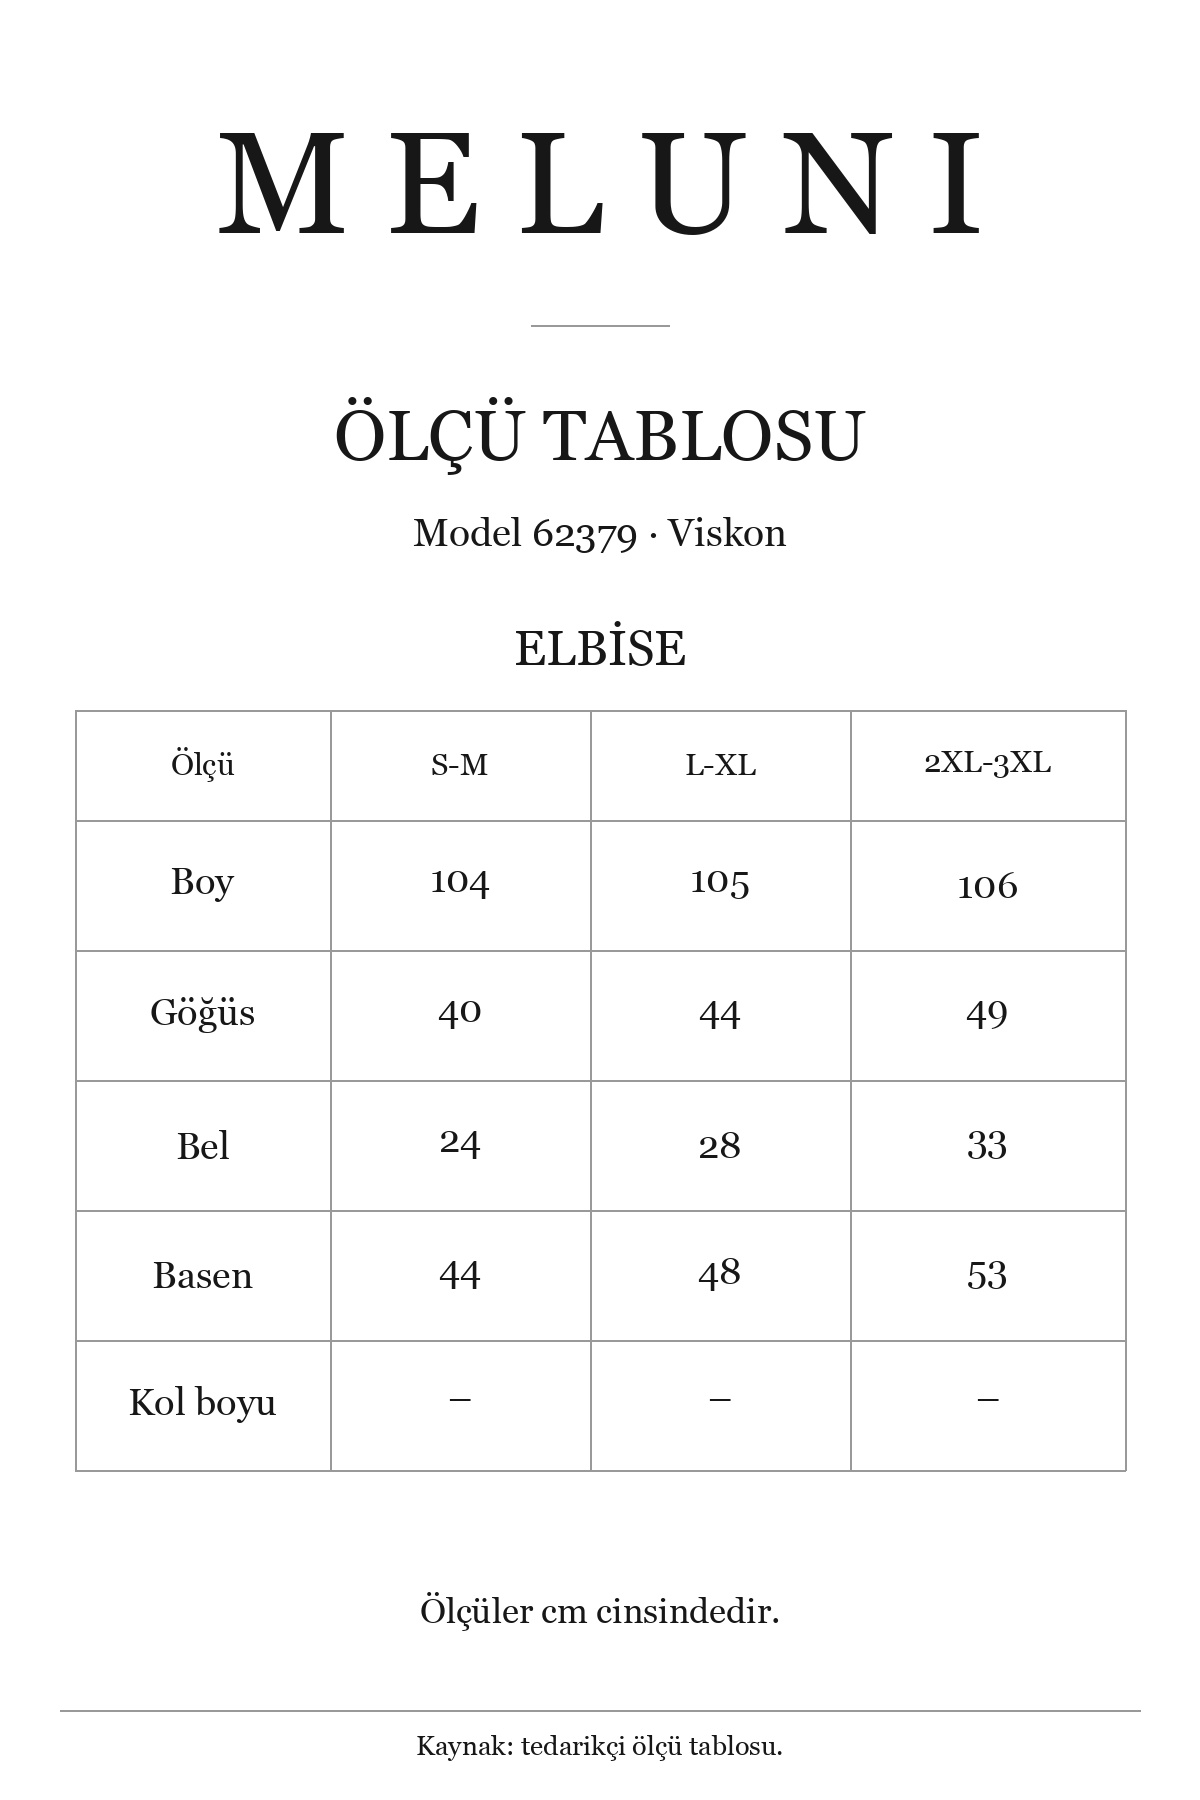 MELUNI
ÖLÇÜ TABLOSU
Model 62379 · Viskon
ELBİSE
Ölçü S-M L-XL 2XL-3XL
Boy 104 105 106
Göğüs 40 44 49
Bel 24 28 33
Basen 44 48 53
Kol boyu – – –
Ölçüler cm cinsindedir.
Kaynak: tedarikçi ölçü tablosu.